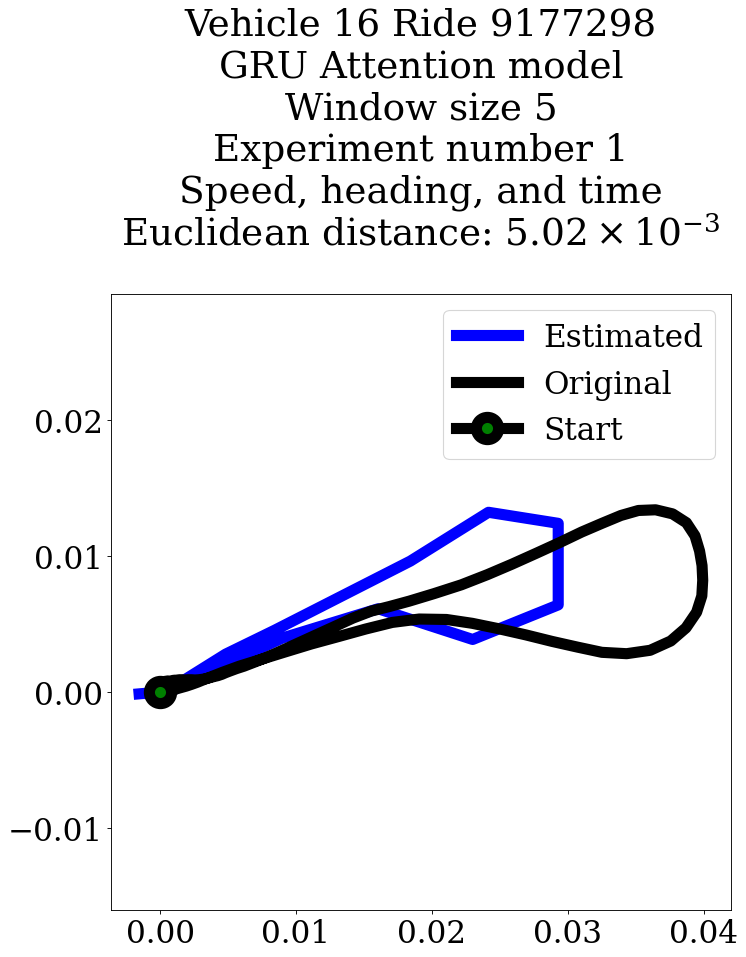 Vehicle 16 Ride 9177298
GRU Attention model
Window size 5
Experiment number 1
Speed, heading, and time
Euclidean distance: 5.02 × 10⁻³
Estimated
Original
Start
0.02
0.01
0.00
−0.01
0.00 0.01 0.02 0.03 0.04